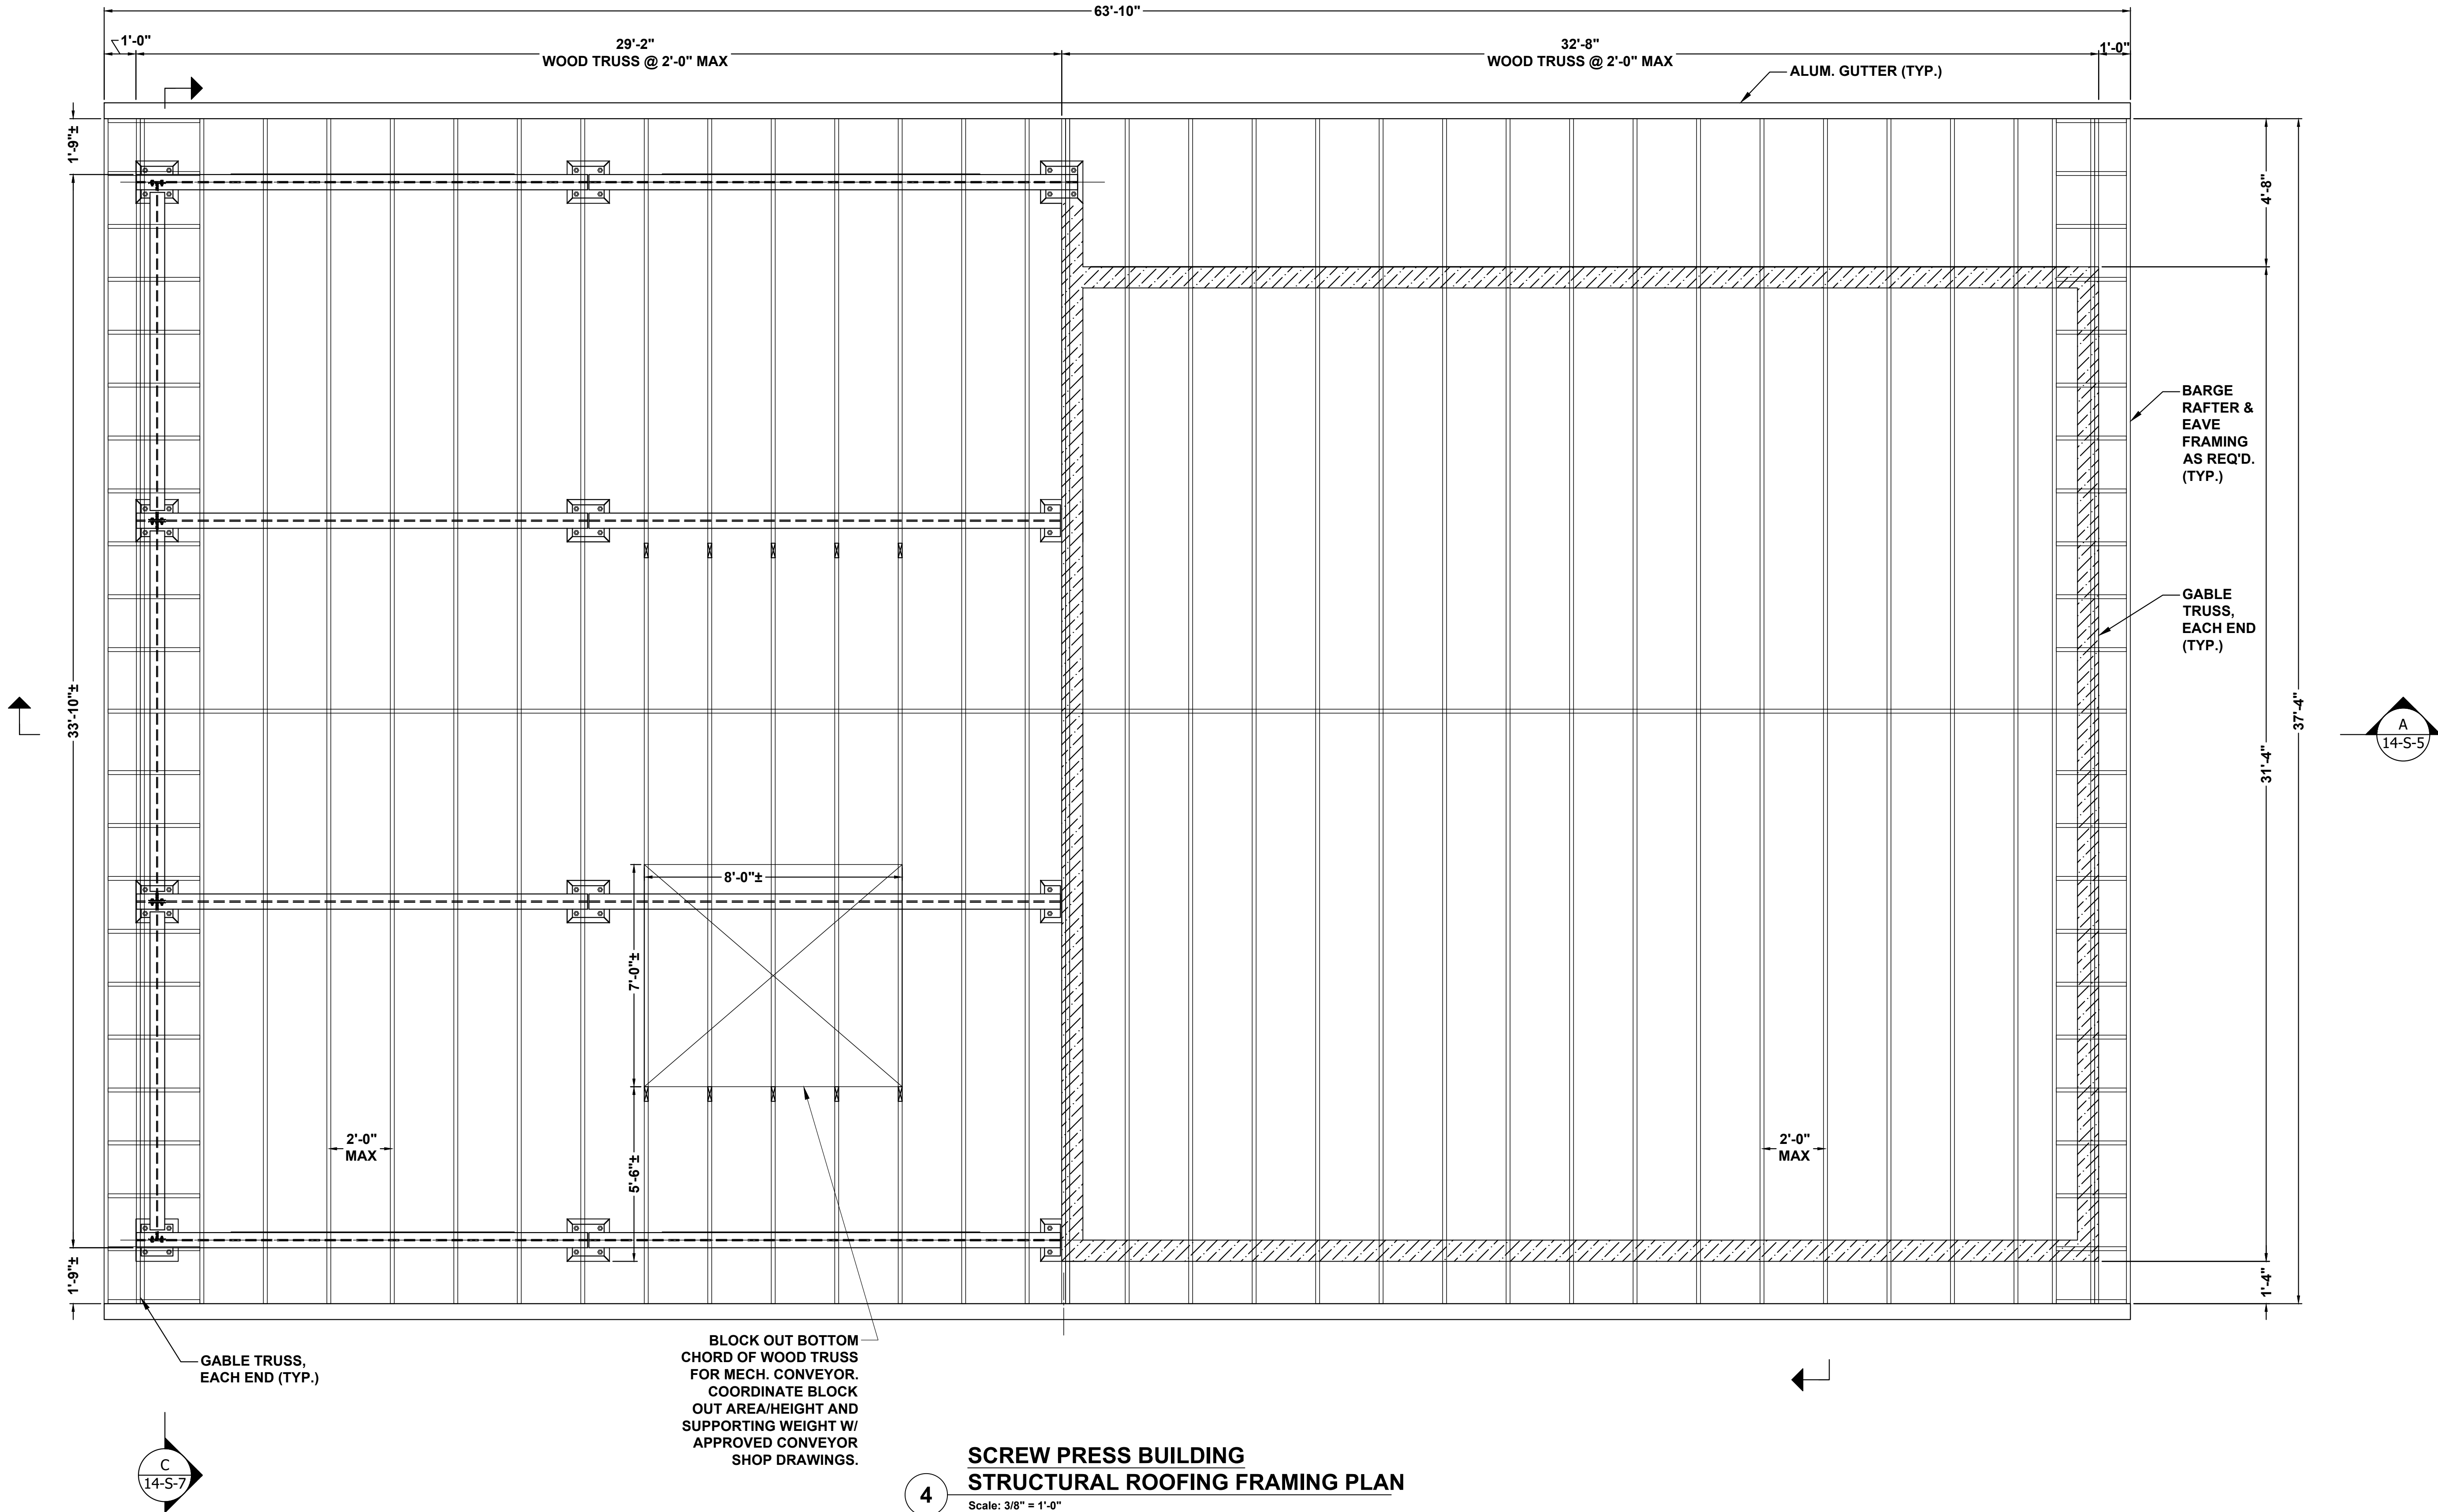 63'-10"
1'-0"
29'-2"
WOOD TRUSS @ 2'-0" MAX
32'-8"
WOOD TRUSS @ 2'-0" MAX
1'-0"
ALUM. GUTTER (TYP.)
1'-9"±
4'-8"
BARGE
RAFTER &
EAVE
FRAMING
AS REQ'D.
(TYP.)
GABLE
TRUSS,
EACH END
(TYP.)
33'-10"±
37'-4"
A
14-S-5
31'-4"
8'-0"±
7'-0"±
2'-0"
MAX
2'-0"
MAX
5'-6"±
1'-9"±
1'-4"
GABLE TRUSS,
EACH END (TYP.)
BLOCK OUT BOTTOM
CHORD OF WOOD TRUSS
FOR MECH. CONVEYOR.
COORDINATE BLOCK
OUT AREA/HEIGHT AND
SUPPORTING WEIGHT W/
APPROVED CONVEYOR
SHOP DRAWINGS.
C
14-S-7
4
SCREW PRESS BUILDING
STRUCTURAL ROOFING FRAMING PLAN
Scale: 3/8" = 1'-0"